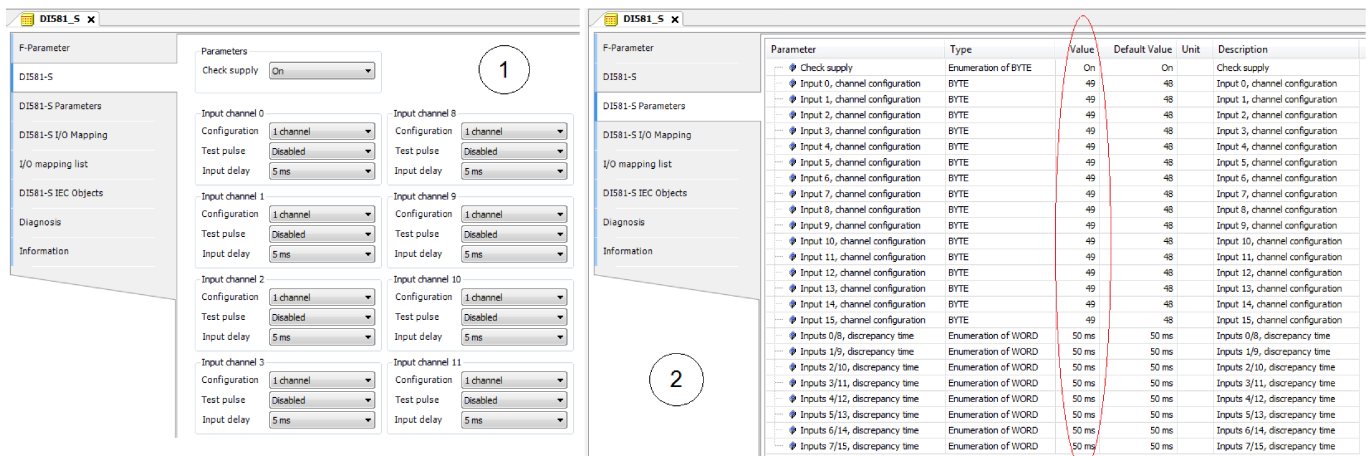 DI581_S x
F-Parameter
DI581-S
DI581-S Parameters
DI581-S I/O Mapping
I/O mapping list
DI581-S IEC Objects
Diagnosis
Information
Parameters
Check supply On
1
Input channel 0 Input channel 8
Configuration 1 channel Configuration 1 channel
Test pulse Disabled Test pulse Disabled
Input delay 5 ms Input delay 5 ms
Input channel 1 Input channel 9
Configuration 1 channel Configuration 1 channel
Test pulse Disabled Test pulse Disabled
Input delay 5 ms Input delay 5 ms
Input channel 2 Input channel 10
Configuration 1 channel Configuration 1 channel
Test pulse Disabled Test pulse Disabled
Input delay 5 ms Input delay 5 ms
Input channel 3 Input channel 11
Configuration 1 channel Configuration 1 channel
Test pulse Disabled Test pulse Disabled
Input delay 5 ms Input delay 5 ms
DI581_S x
F-Parameter
DI581-S
DI581-S Parameters
DI581-S I/O Mapping
I/O mapping list
DI581-S IEC Objects
Diagnosis
Information
2
Parameter Type Value Default Value Unit Description
Check supply Enumeration of BYTE On On Check supply
Input 0, channel configuration BYTE 49 48 Input 0, channel configuration
Input 1, channel configuration BYTE 49 48 Input 1, channel configuration
Input 2, channel configuration BYTE 49 48 Input 2, channel configuration
Input 3, channel configuration BYTE 49 48 Input 3, channel configuration
Input 4, channel configuration BYTE 49 48 Input 4, channel configuration
Input 5, channel configuration BYTE 49 48 Input 5, channel configuration
Input 6, channel configuration BYTE 49 48 Input 6, channel configuration
Input 7, channel configuration BYTE 49 48 Input 7, channel configuration
Input 8, channel configuration BYTE 49 48 Input 8, channel configuration
Input 9, channel configuration BYTE 49 48 Input 9, channel configuration
Input 10, channel configuration BYTE 49 48 Input 10, channel configuration
Input 11, channel configuration BYTE 49 48 Input 11, channel configuration
Input 12, channel configuration BYTE 49 48 Input 12, channel configuration
Input 13, channel configuration BYTE 49 48 Input 13, channel configuration
Input 14, channel configuration BYTE 49 48 Input 14, channel configuration
Input 15, channel configuration BYTE 49 48 Input 15, channel configuration
Inputs 0/8, discrepancy time Enumeration of WORD 50 ms 50 ms Inputs 0/8, discrepancy time
Inputs 1/9, discrepancy time Enumeration of WORD 50 ms 50 ms Inputs 1/9, discrepancy time
Inputs 2/10, discrepancy time Enumeration of WORD 50 ms 50 ms Inputs 2/10, discrepancy time
Inputs 3/11, discrepancy time Enumeration of WORD 50 ms 50 ms Inputs 3/11, discrepancy time
Inputs 4/12, discrepancy time Enumeration of WORD 50 ms 50 ms Inputs 4/12, discrepancy time
Inputs 5/13, discrepancy time Enumeration of WORD 50 ms 50 ms Inputs 5/13, discrepancy time
Inputs 6/14, discrepancy time Enumeration of WORD 50 ms 50 ms Inputs 6/14, discrepancy time
Inputs 7/15, discrepancy time Enumeration of WORD 50 ms 50 ms Inputs 7/15, discrepancy time